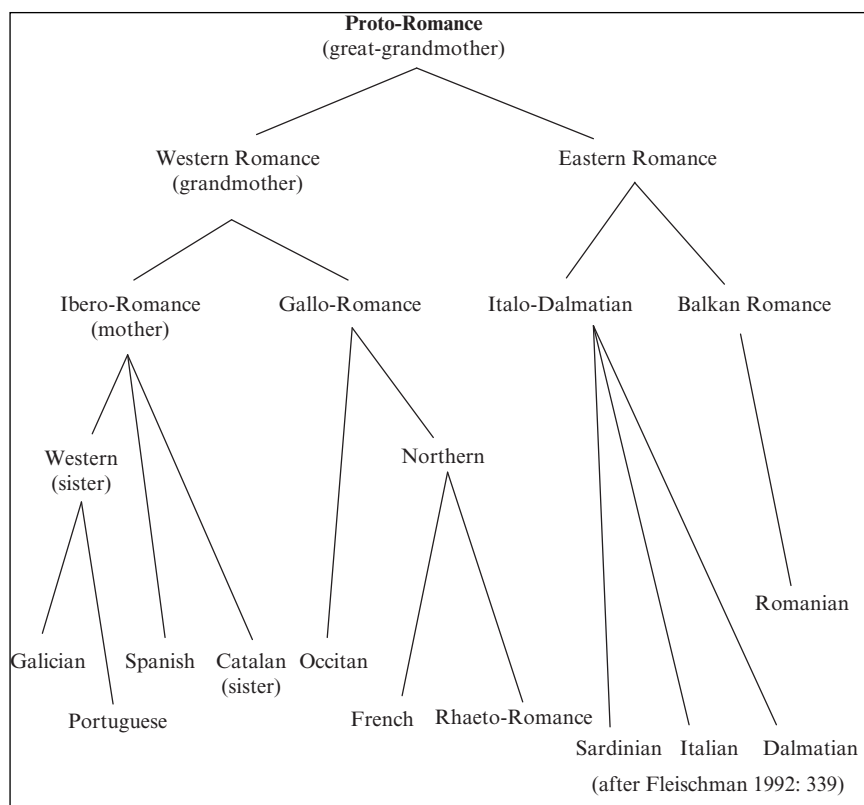 Proto-Romance
(great-grandmother)
Western Romance
(grandmother)
Eastern Romance
Ibero-Romance
(mother)
Gallo-Romance
Italo-Dalmatian
Balkan Romance
Western
(sister)
Northern
Romanian
Galician
Spanish
Catalan
(sister)
Occitan
Portuguese
French
Rhaeto-Romance
Sardinian
Italian
Dalmatian
(after Fleischman 1992: 339)